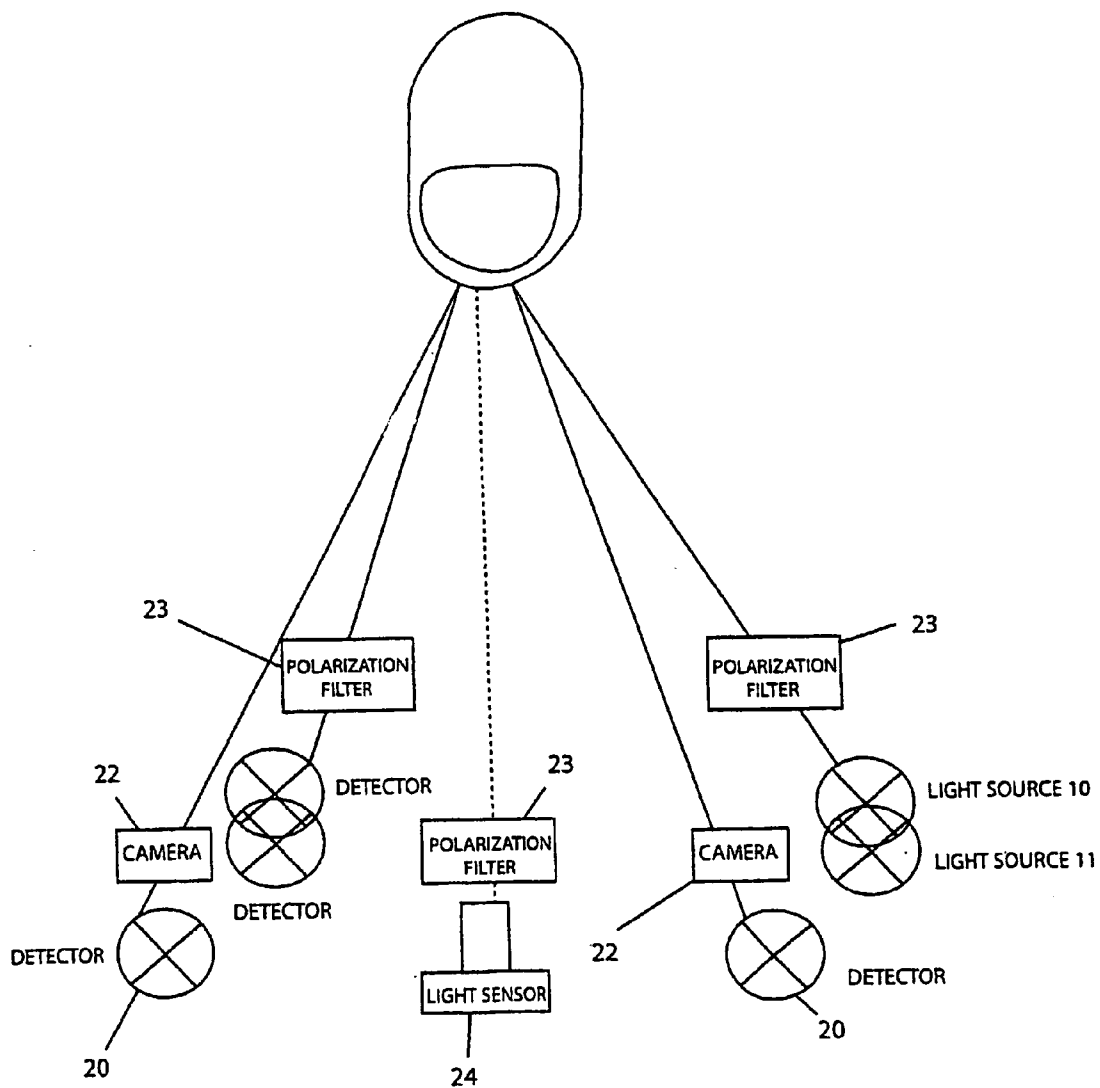 23
POLARIZATION
FILTER
23
POLARIZATION
FILTER
22
DETECTOR
23
LIGHT SOURCE 10
CAMERA
POLARIZATION
FILTER
CAMERA
LIGHT SOURCE 11
DETECTOR
DETECTOR
22
DETECTOR
LIGHT SENSOR
20
20
24